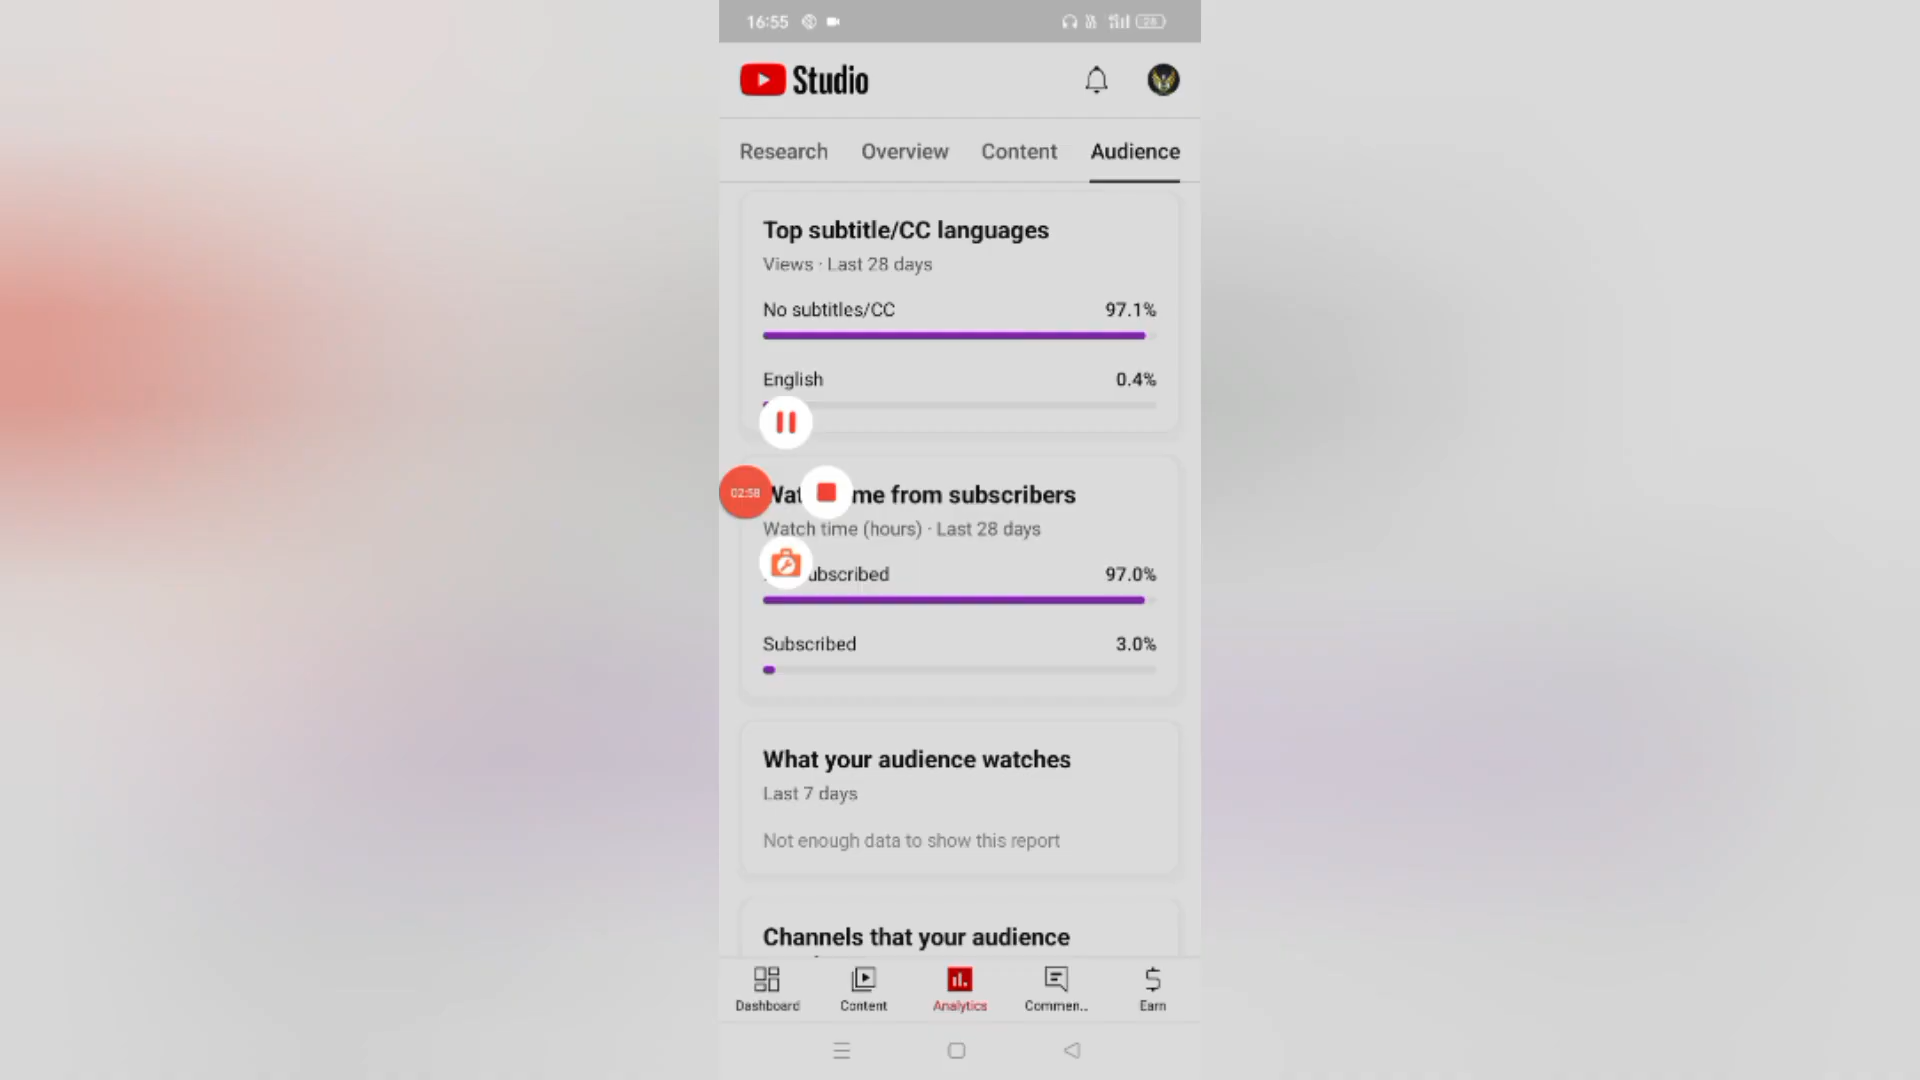 16:55
28
Studio
Research Overview Content Audience
Top subtitle/CC languages
Views · Last 28 days
No subtitles/CC 97.1%
English 0.4%
02:58
me from subscribers
Watch time (hours) · Last 28 days
ubscribed 97.0%
Subscribed 3.0%
What your audience watches
Last 7 days
Not enough data to show this report
Channels that your audience
Dashboard Content Analytics Commen.. Earn